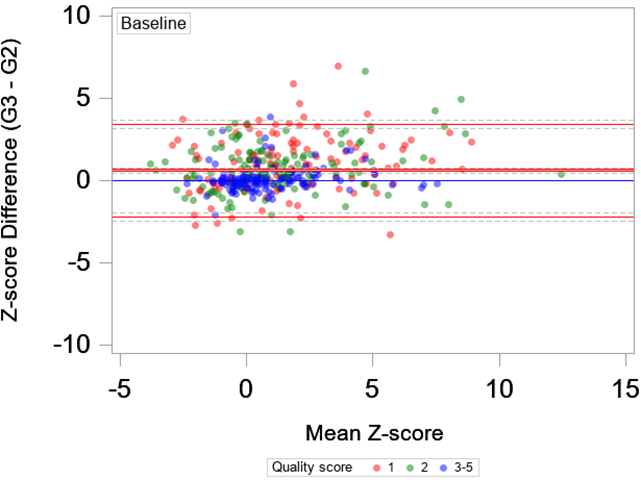 Baseline
Z-score Difference (G3 - G2)
10
5
0
-5
-10
-5 0 5 10 15
Mean Z-score
Quality score 1 2 3-5